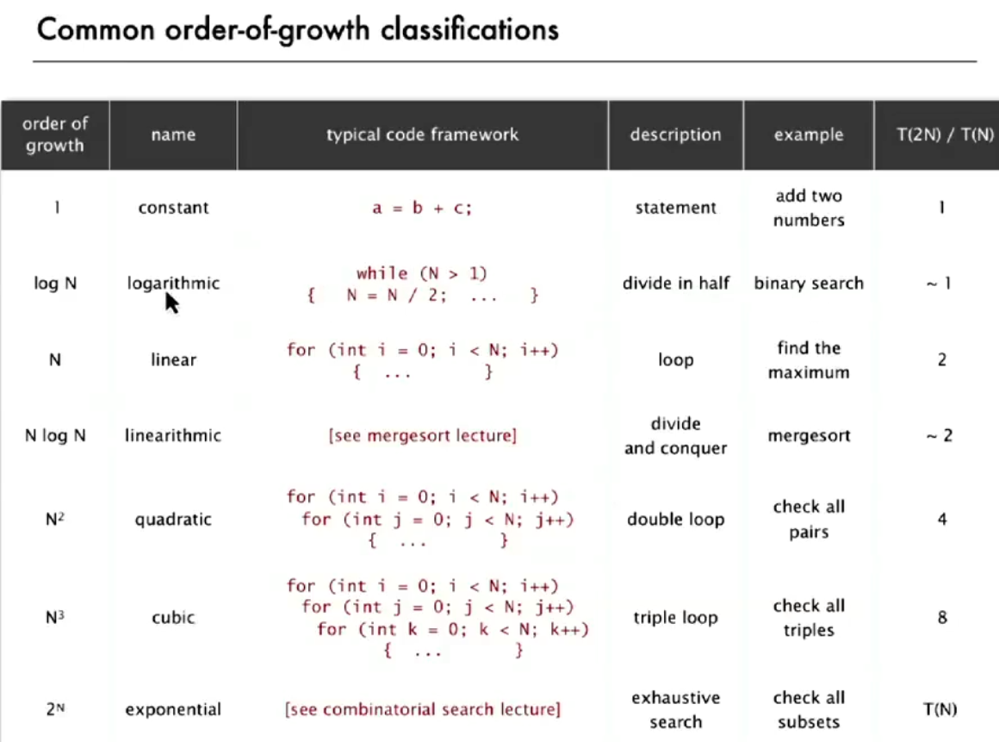 Common order-of-growth classifications
order of
growth
name
typical code framework
description
example
T(2N) / T(N)
1
constant
a = b + c;
statement
add two
numbers
1
log N
logarithmic
while (N > 1)
{ N = N / 2; ... }
divide in half
binary search
~ 1
N
linear
for (int i = 0; i < N; i++)
{ ... }
loop
find the
maximum
2
N log N
linearithmic
[see mergesort lecture]
divide
and conquer
mergesort
~ 2
N²
quadratic
for (int i = 0; i < N; i++)
for (int j = 0; j < N; j++)
{ ... }
double loop
check all
pairs
4
N³
cubic
for (int i = 0; i < N; i++)
for (int j = 0; j < N; j++)
for (int k = 0; k < N; k++)
{ ... }
triple loop
check all
triples
8
2ᴺ
exponential
[see combinatorial search lecture]
exhaustive
search
check all
subsets
T(N)